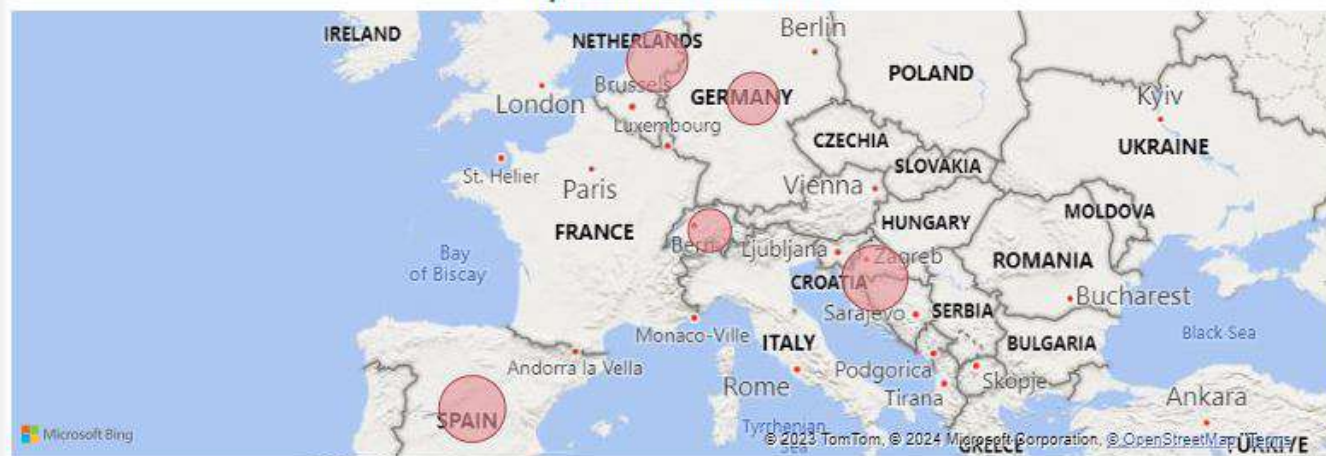 IRELAND
Berlin
NETHERLANDS
POLAND
Brussels
GERMANY
Kyiv
London
Luxembourg
CZECHIA
UKRAINE
SLOVAKIA
St. Helier
Paris
Vienna
MOLDOVA
HUNGARY
FRANCE
Bern
Ljubljana
Zagreb
Bay
of Biscay
ROMANIA
CROATIA
Bucharest
Sarajevo
SERBIA
Monaco-Ville
ITALY
BULGARIA
Black Sea
Andorra la Vella
Podgorica
Skopje
Rome
Tirana
Ankara
SPAIN
Tyrrhenian
Sea
Microsoft Bing
© 2023 TomTom, © 2024 Microsoft Corporation, © OpenStreetMap Terms
GREECE
TÜRKIYE